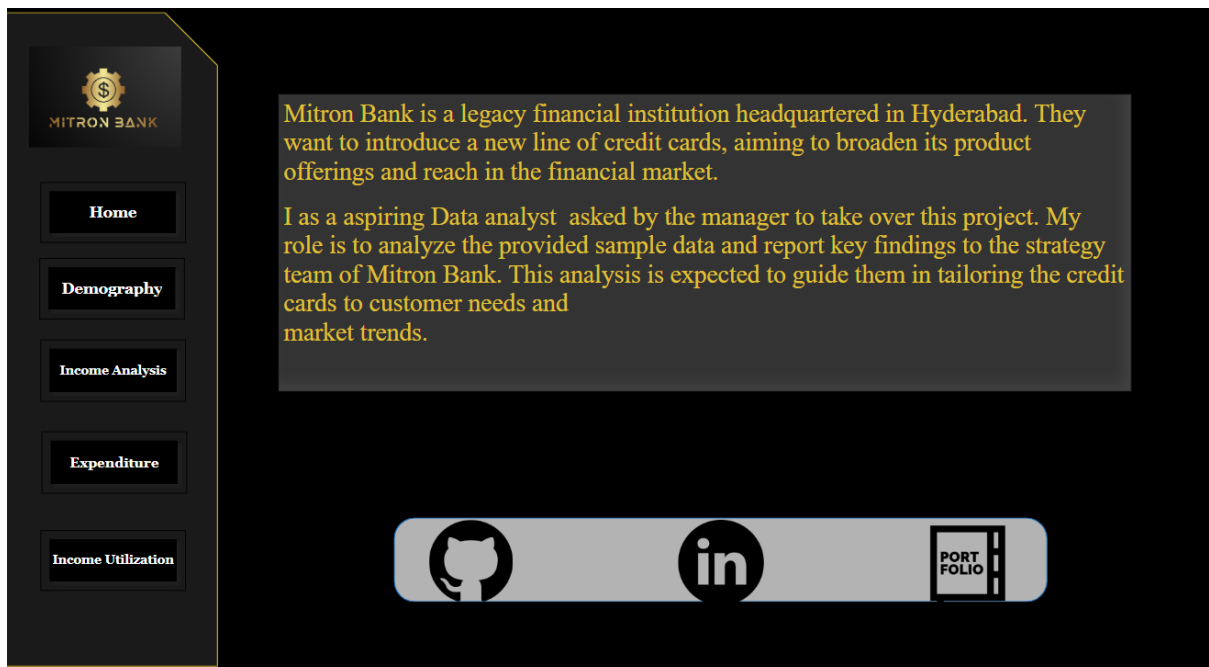 MITRON BANK
Home
Demography
Income Analysis
Expenditure
Income Utilization
Mitron Bank is a legacy financial institution headquartered in Hyderabad. They
want to introduce a new line of credit cards, aiming to broaden its product
offerings and reach in the financial market.
I as a aspiring Data analyst  asked by the manager to take over this project. My
role is to analyze the provided sample data and report key findings to the strategy
team of Mitron Bank. This analysis is expected to guide them in tailoring the credit
cards to customer needs and
market trends.
in
PORT
FOLIO